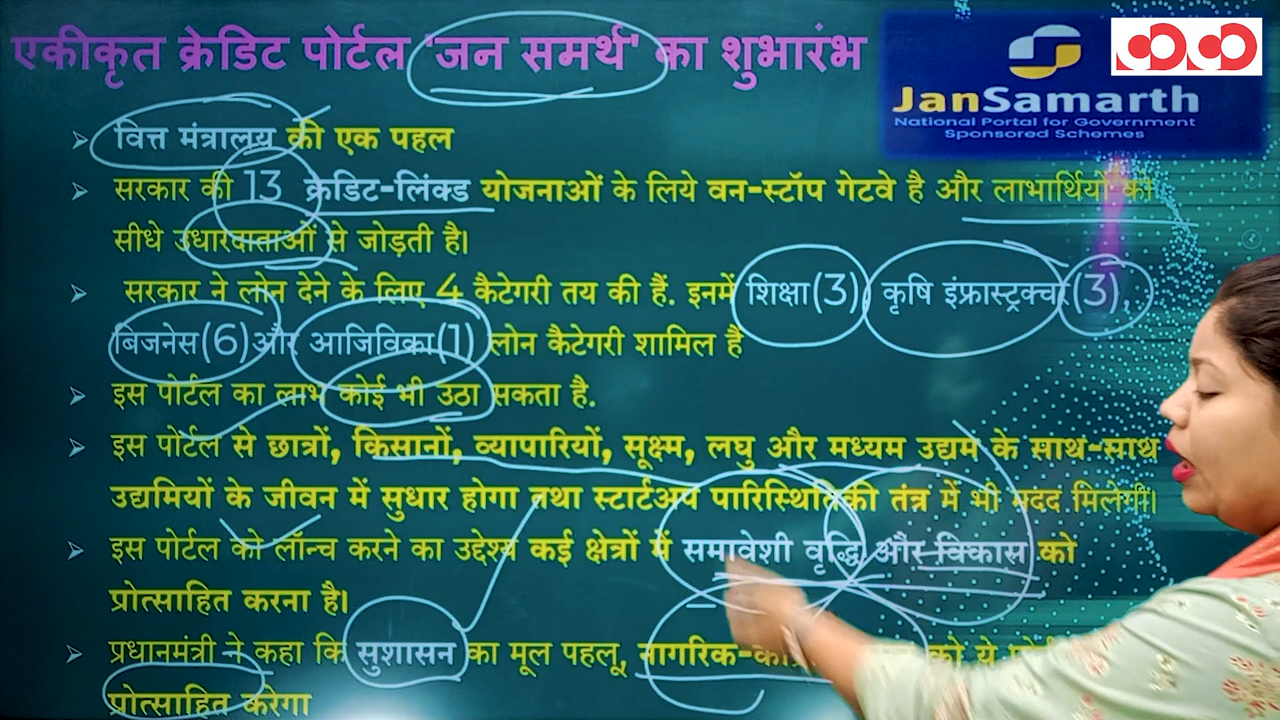 एकीकृत क्रेडिट पोर्टल 'जन समर्थ' का शुभारंभ
JanSamarth
National Portal for Government
Sponsored Schemes
वित्त मंत्रालय की एक पहल
सरकार की 13 क्रेडिट-लिंक्ड योजनाओं के लिये वन-स्टॉप गेटवे है और लाभार्थियों को
सीधे उधारदाताओं से जोड़ती है।
सरकार ने लोन देने के लिए 4 कैटेगरी तय की हैं. इनमें शिक्षा(3) कृषि इंफ्रास्ट्रक्चर(3),
बिजनेस(6) और आजिविका(1) लोन कैटेगरी शामिल है
इस पोर्टल का लाभ कोई भी उठा सकता है.
इस पोर्टल से छात्रों, किसानों, व्यापारियों, सूक्ष्म, लघु और मध्यम उद्यम के साथ-साथ
उद्यमियों के जीवन में सुधार होगा तथा स्टार्टअप पारिस्थितिकी तंत्र में भी मदद मिलेगी।
इस पोर्टल को लॉन्च करने का उद्देश्य कई क्षेत्रों में समावेशी वृद्धि और विकास को
प्रोत्साहित करना है।
प्रधानमंत्री ने कहा कि सुशासन का मूल पहलू, नागरिक- को ये
प्रोत्साहित करेगा